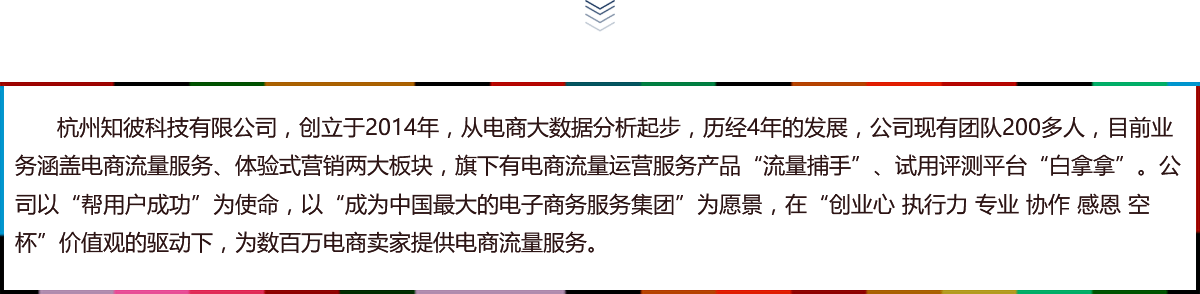 杭州知彼科技有限公司，创立于2014年，从电商大数据分析起步，历经4年的发展，公司现有团队200多人，目前业
务涵盖电商流量服务、体验式营销两大板块，旗下有电商流量运营服务产品“流量捕手”、试用评测平台“白拿拿”。公
司以“帮用户成功”为使命，以“成为中国最大的电子商务服务集团”为愿景，在“创业心 执行力 专业 协作 感恩 空
杯”价值观的驱动下，为数百万电商卖家提供电商流量服务。